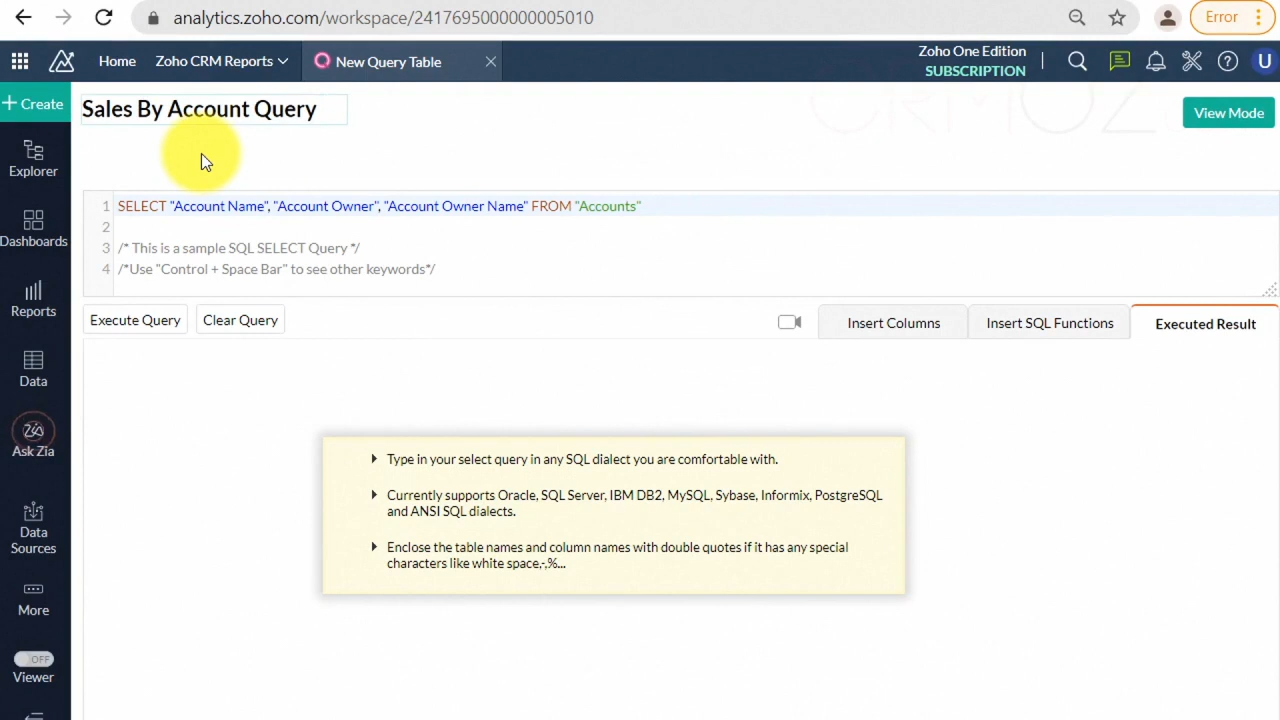 analytics.zoho.com/workspace/2417695000000005010
Error
Home
Zoho CRM Reports
New Query Table
Zoho One Edition
SUBSCRIPTION
U
+ Create
Sales By Account Query
View Mode
Explorer
Dashboards
Reports
Data
Ask Zia
Data
Sources
More
OFF
Viewer
1 SELECT "Account Name", "Account Owner", "Account Owner Name" FROM "Accounts"
2
3 /* This is a sample SQL SELECT Query */
4 /*Use "Control + Space Bar" to see other keywords*/
Execute Query
Clear Query
Insert Columns
Insert SQL Functions
Executed Result
Type in your select query in any SQL dialect you are comfortable with.
Currently supports Oracle, SQL Server, IBM DB2, MySQL, Sybase, Informix, PostgreSQL
and ANSI SQL dialects.
Enclose the table names and column names with double quotes if it has any special
characters like white space,-,%...